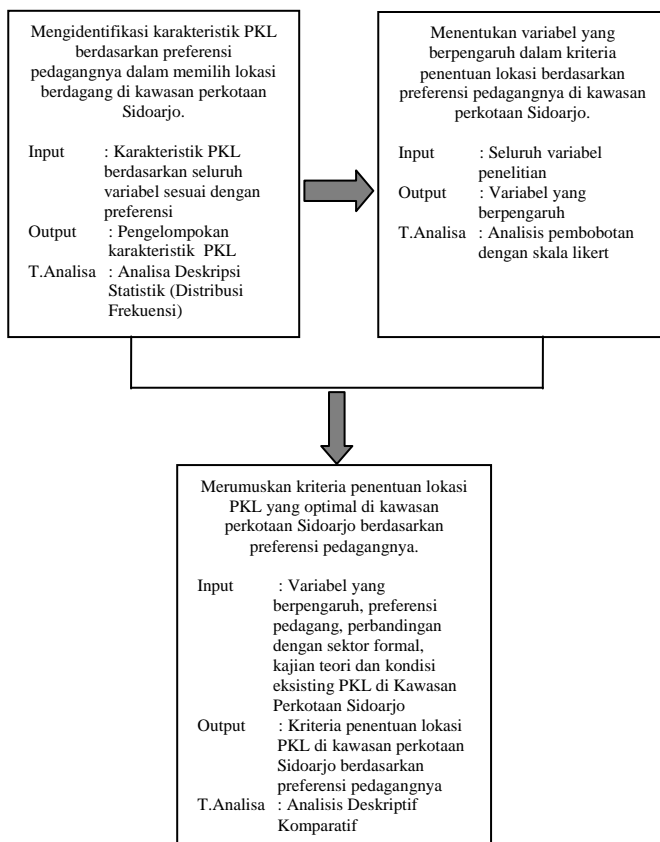 Mengidentifikasi karakteristik PKL
berdasarkan preferensi
pedagangnya dalam memilih lokasi
berdagang di kawasan perkotaan
Sidoarjo.
Input : Karakteristik PKL
berdasarkan seluruh
variabel sesuai dengan
preferensi
Output : Pengelompokan
karakteristik PKL
T.Analisa : Analisa Deskripsi
Statistik (Distribusi
Frekuensi)
Menentukan variabel yang
berpengaruh dalam kriteria
penentuan lokasi berdasarkan
preferensi pedagangnya di kawasan
perkotaan Sidoarjo.
Input : Seluruh variabel
penelitian
Output : Variabel yang
berpengaruh
T.Analisa : Analisis pembobotan
dengan skala likert
Merumuskan kriteria penentuan lokasi
PKL yang optimal di kawasan
perkotaan Sidoarjo berdasarkan
preferensi pedagangnya.
Input : Variabel yang
berpengaruh, preferensi
pedagang, perbandingan
dengan sektor formal,
kajian teori dan kondisi
eksisting PKL di Kawasan
Perkotaan Sidoarjo
Output : Kriteria penentuan lokasi
PKL di kawasan perkotaan
Sidoarjo berdasarkan
preferensi pedagangnya
T.Analisa : Analisis Deskriptif
Komparatif